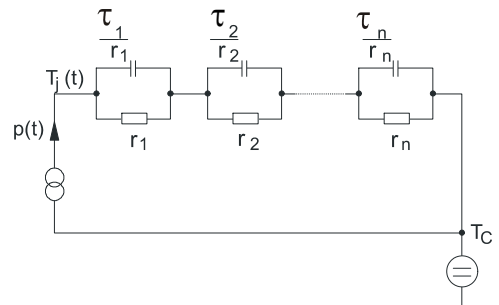 τ1/r1 τ2/r2 τn/rn
Tj(t)
p(t)
r1 r2 rn
TC